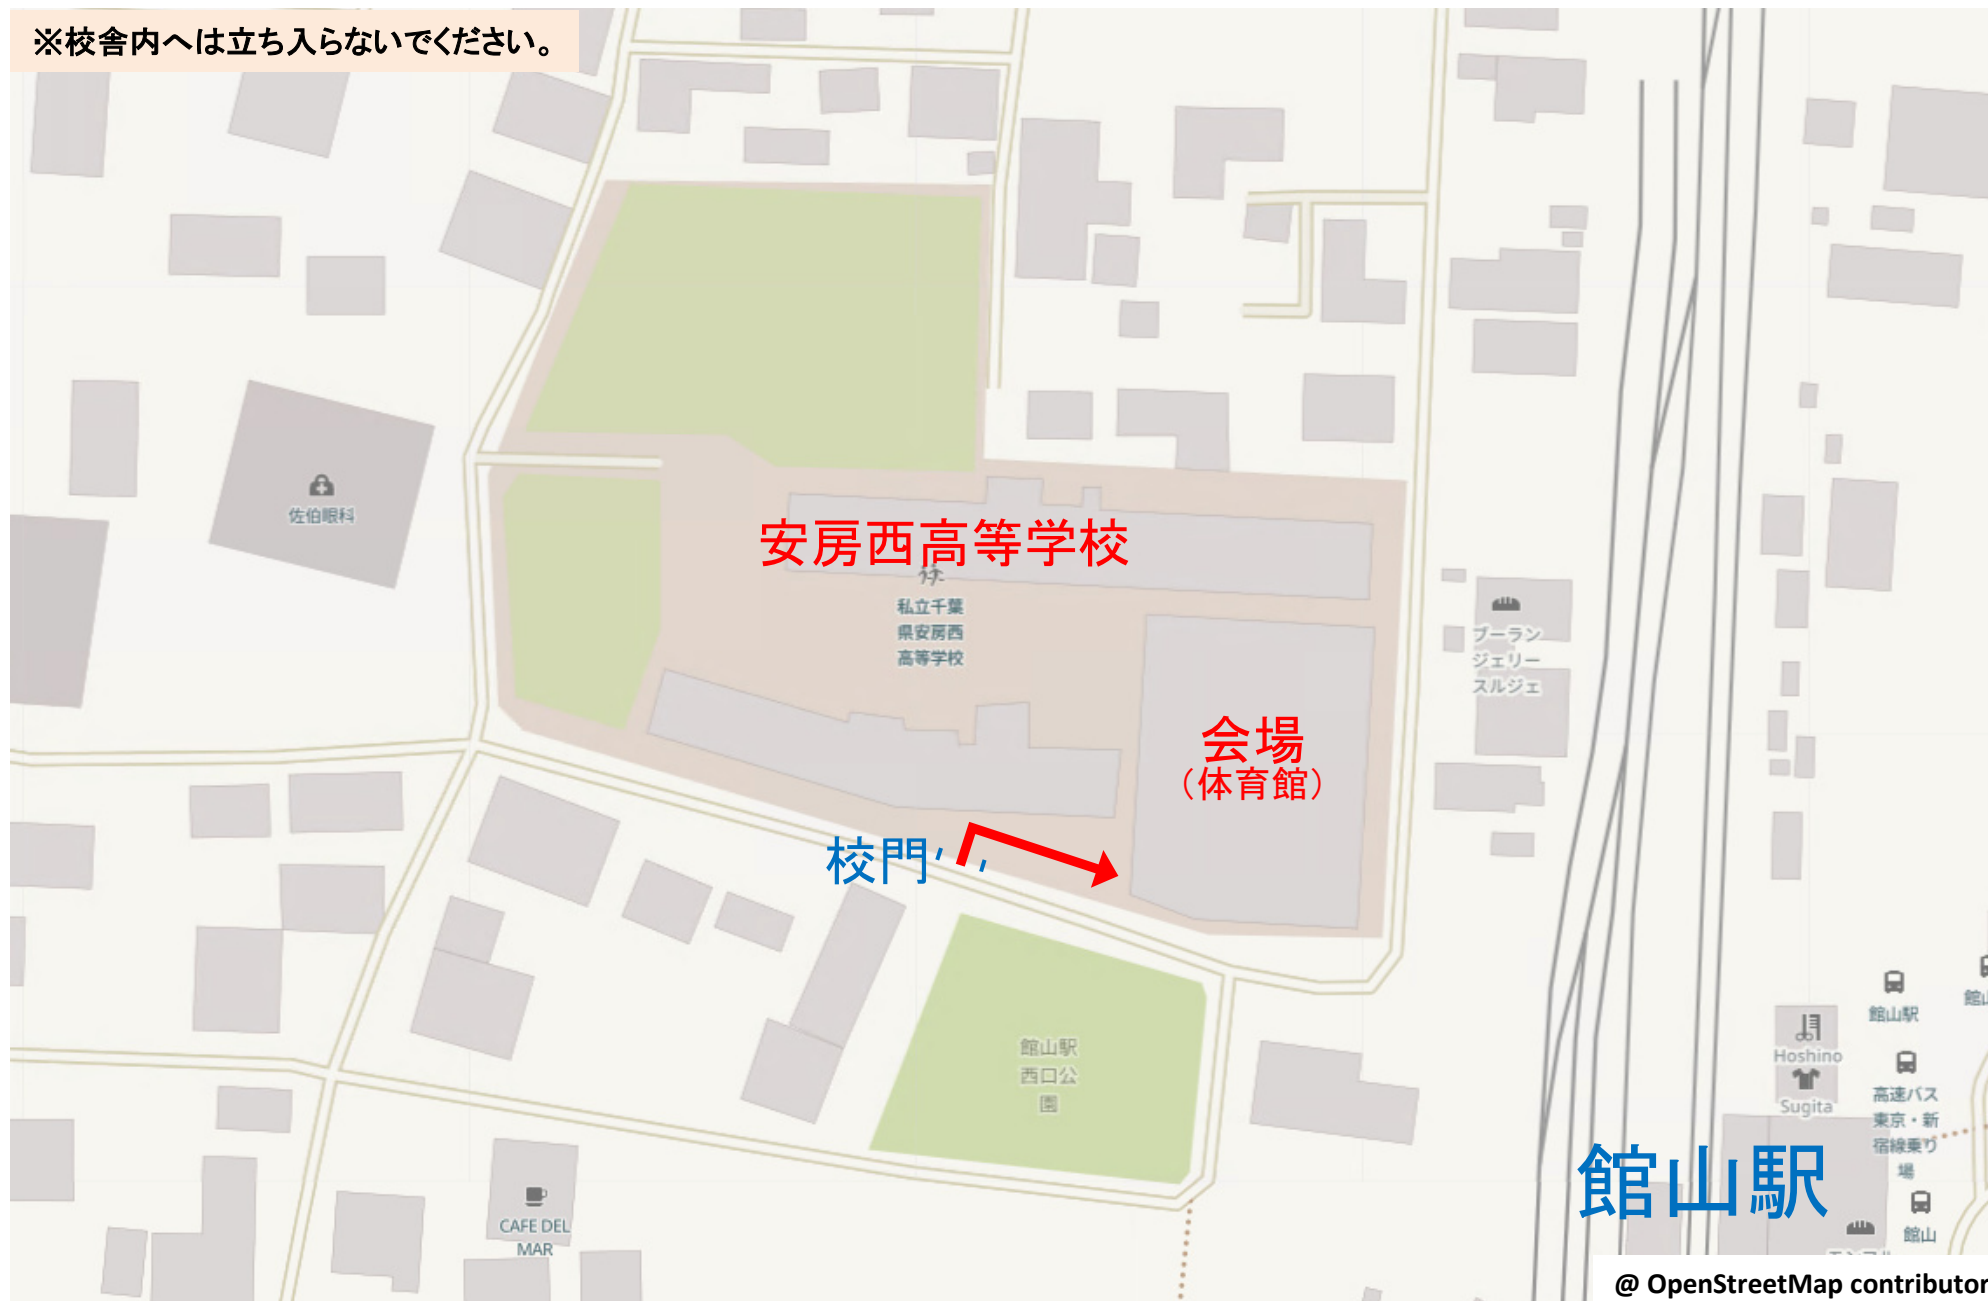 ※校舎内へは立ち入らないでください。
佐伯眼科
安房西高等学校
私立千葉
県安房西
高等学校
ブーラン
ジェリー
スルジェ
会場
（体育館）
校門
館山駅
西口公
園
館山駅
Hoshino
Sugita
高速バス
東京・新
宿線乗り
場
館山駅
館山
CAFE DEL
MAR
@ OpenStreetMap contributor